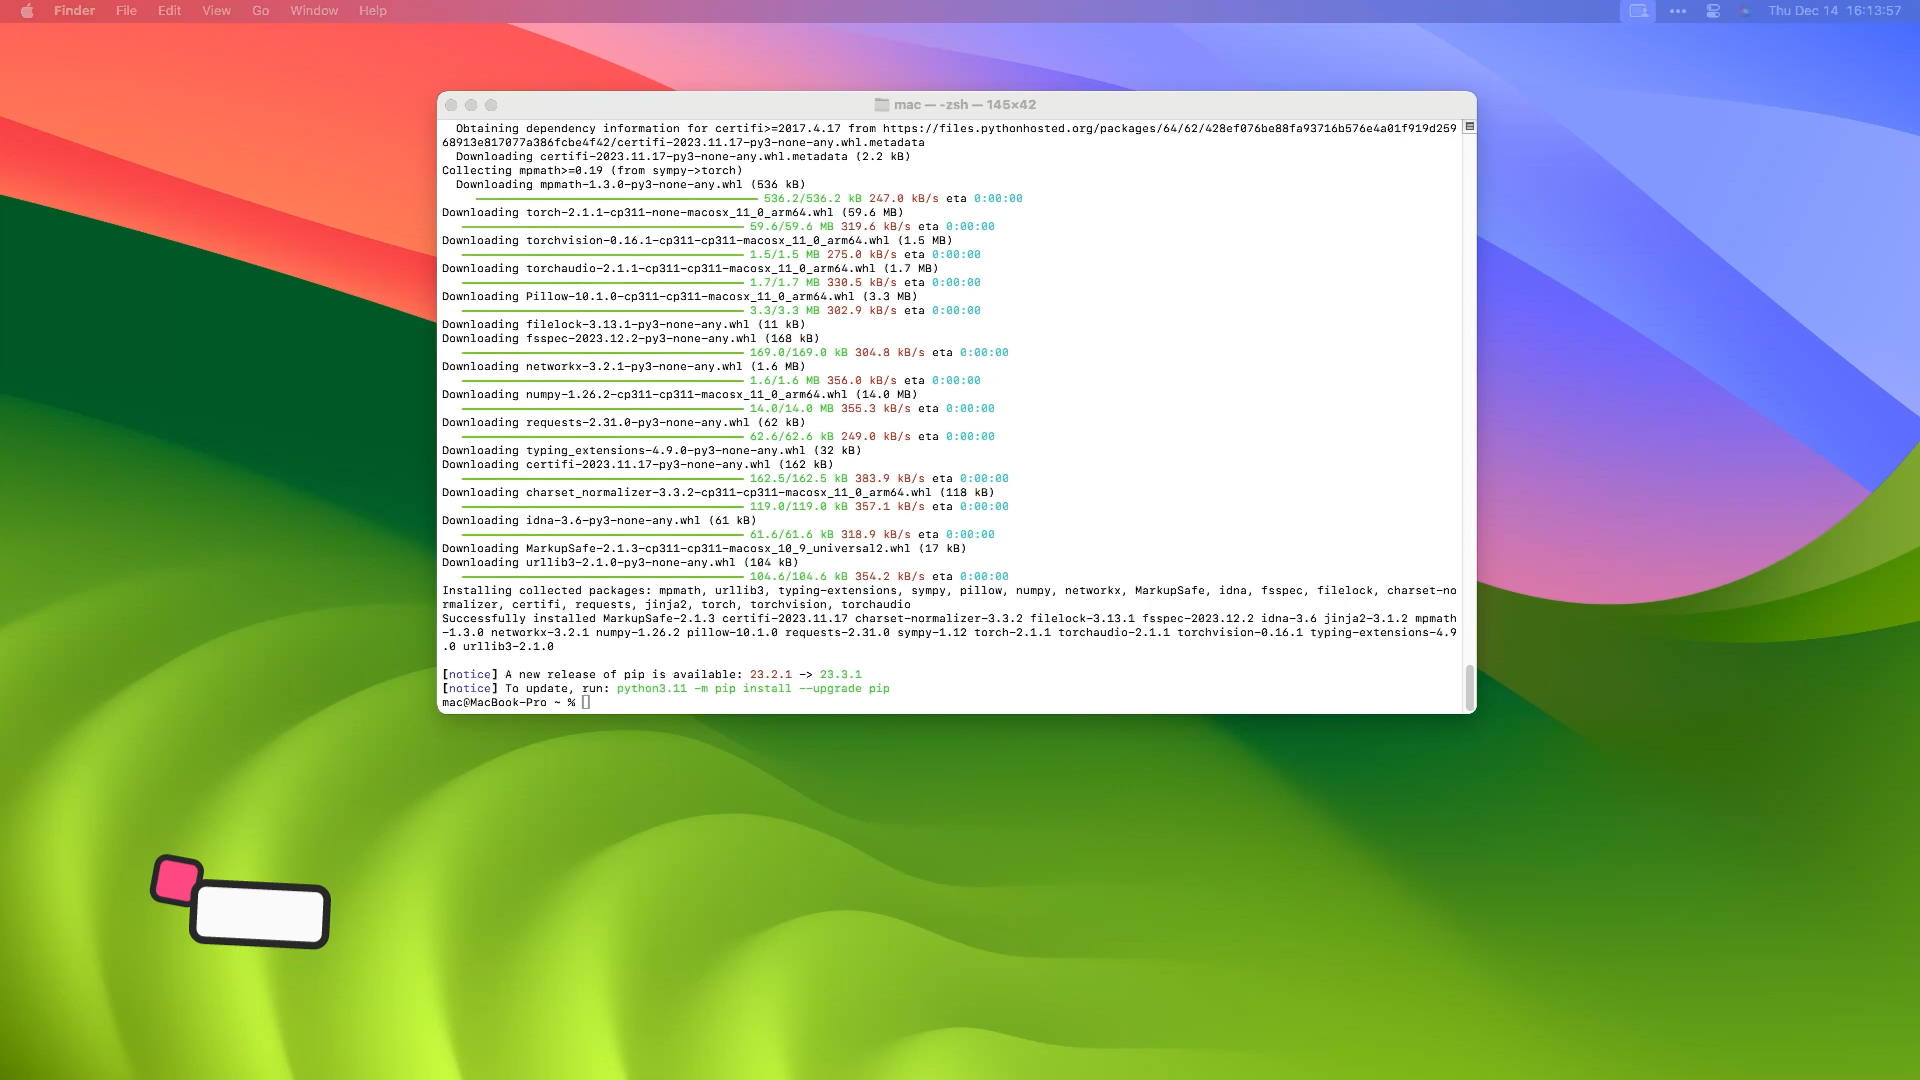 Finder File Edit View Go Window Help
Thu Dec 14 16:13:57
mac — -zsh — 145×42
Obtaining dependency information for certifi>=2017.4.17 from https://files.pythonhosted.org/packages/64/62/428ef076be88fa93716b576e4a01f919d259
68913e817077a386fcbe4f42/certifi-2023.11.17-py3-none-any.whl.metadata
Downloading certifi-2023.11.17-py3-none-any.whl.metadata (2.2 kB)
Collecting mpmath>=0.19 (from sympy->torch)
Downloading mpmath-1.3.0-py3-none-any.whl (536 kB)
536.2/536.2 kB 247.0 kB/s eta 0:00:00
Downloading torch-2.1.1-cp311-none-macosx_11_0_arm64.whl (59.6 MB)
59.6/59.6 MB 319.6 kB/s eta 0:00:00
Downloading torchvision-0.16.1-cp311-cp311-macosx_11_0_arm64.whl (1.5 MB)
1.5/1.5 MB 275.0 kB/s eta 0:00:00
Downloading torchaudio-2.1.1-cp311-cp311-macosx_11_0_arm64.whl (1.7 MB)
1.7/1.7 MB 330.5 kB/s eta 0:00:00
Downloading Pillow-10.1.0-cp311-cp311-macosx_11_0_arm64.whl (3.3 MB)
3.3/3.3 MB 302.9 kB/s eta 0:00:00
Downloading filelock-3.13.1-py3-none-any.whl (11 kB)
Downloading fsspec-2023.12.2-py3-none-any.whl (168 kB)
169.0/169.0 kB 304.8 kB/s eta 0:00:00
Downloading networkx-3.2.1-py3-none-any.whl (1.6 MB)
1.6/1.6 MB 356.0 kB/s eta 0:00:00
Downloading numpy-1.26.2-cp311-cp311-macosx_11_0_arm64.whl (14.0 MB)
14.0/14.0 MB 355.3 kB/s eta 0:00:00
Downloading requests-2.31.0-py3-none-any.whl (62 kB)
62.6/62.6 kB 249.0 kB/s eta 0:00:00
Downloading typing_extensions-4.9.0-py3-none-any.whl (32 kB)
Downloading certifi-2023.11.17-py3-none-any.whl (162 kB)
162.5/162.5 kB 383.9 kB/s eta 0:00:00
Downloading charset_normalizer-3.3.2-cp311-cp311-macosx_11_0_arm64.whl (118 kB)
119.0/119.0 kB 357.1 kB/s eta 0:00:00
Downloading idna-3.6-py3-none-any.whl (61 kB)
61.6/61.6 kB 318.9 kB/s eta 0:00:00
Downloading MarkupSafe-2.1.3-cp311-cp311-macosx_10_9_universal2.whl (17 kB)
Downloading urllib3-2.1.0-py3-none-any.whl (104 kB)
104.6/104.6 kB 354.2 kB/s eta 0:00:00
Installing collected packages: mpmath, urllib3, typing-extensions, sympy, pillow, numpy, networkx, MarkupSafe, idna, fsspec, filelock, charset-no
rmalizer, certifi, requests, jinja2, torch, torchvision, torchaudio
Successfully installed MarkupSafe-2.1.3 certifi-2023.11.17 charset-normalizer-3.3.2 filelock-3.13.1 fsspec-2023.12.2 idna-3.6 jinja2-3.1.2 mpmath
-1.3.0 networkx-3.2.1 numpy-1.26.2 pillow-10.1.0 requests-2.31.0 sympy-1.12 torch-2.1.1 torchaudio-2.1.1 torchvision-0.16.1 typing-extensions-4.9
.0 urllib3-2.1.0
[notice] A new release of pip is available: 23.2.1 -> 23.3.1
[notice] To update, run: python3.11 -m pip install --upgrade pip
mac@MacBook-Pro ~ %